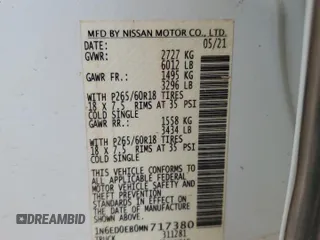 MFD BY NISSAN MOTOR CO., LTD.
DATE: 05/21
GVWR: 2727 KG
6012 LB
GAWR FR.: 1495 KG
3296 LB
WITH P265/60R18 TIRES
18 x 7.5 RIMS AT 35 PSI
COLD SINGLE
GAWR RR.: 1558 KG
3434 LB
WITH P265/60R18 TIRES
18 x 7.5 RIMS AT 35 PSI
COLD SINGLE
THIS VEHICLE CONFORMS TO ALL
APPLICABLE FEDERAL MOTOR VEHICLE
SAFETY AND THEFT PREVENTION
STANDARDS IN EFFECT ON THE
DATE OF MANUFACTURE SHOWN
ABOVE.
1N6ED0EB0MN717380
TRUCK 311281
DREAMBID